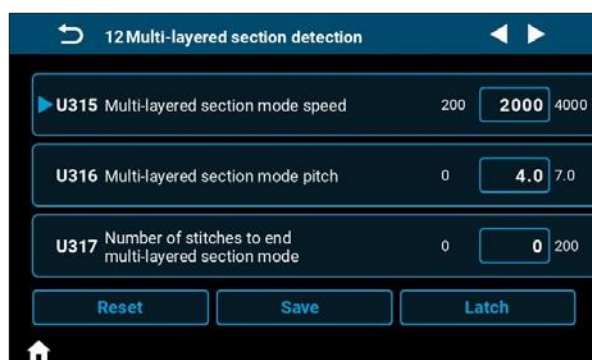 12 Multi-layered section detection
U315 Multi-layered section mode speed 200 2000 4000
U316 Multi-layered section mode pitch 0 4.0 7.0
U317 Number of stitches to end
multi-layered section mode 0 0 200
Reset Save Latch